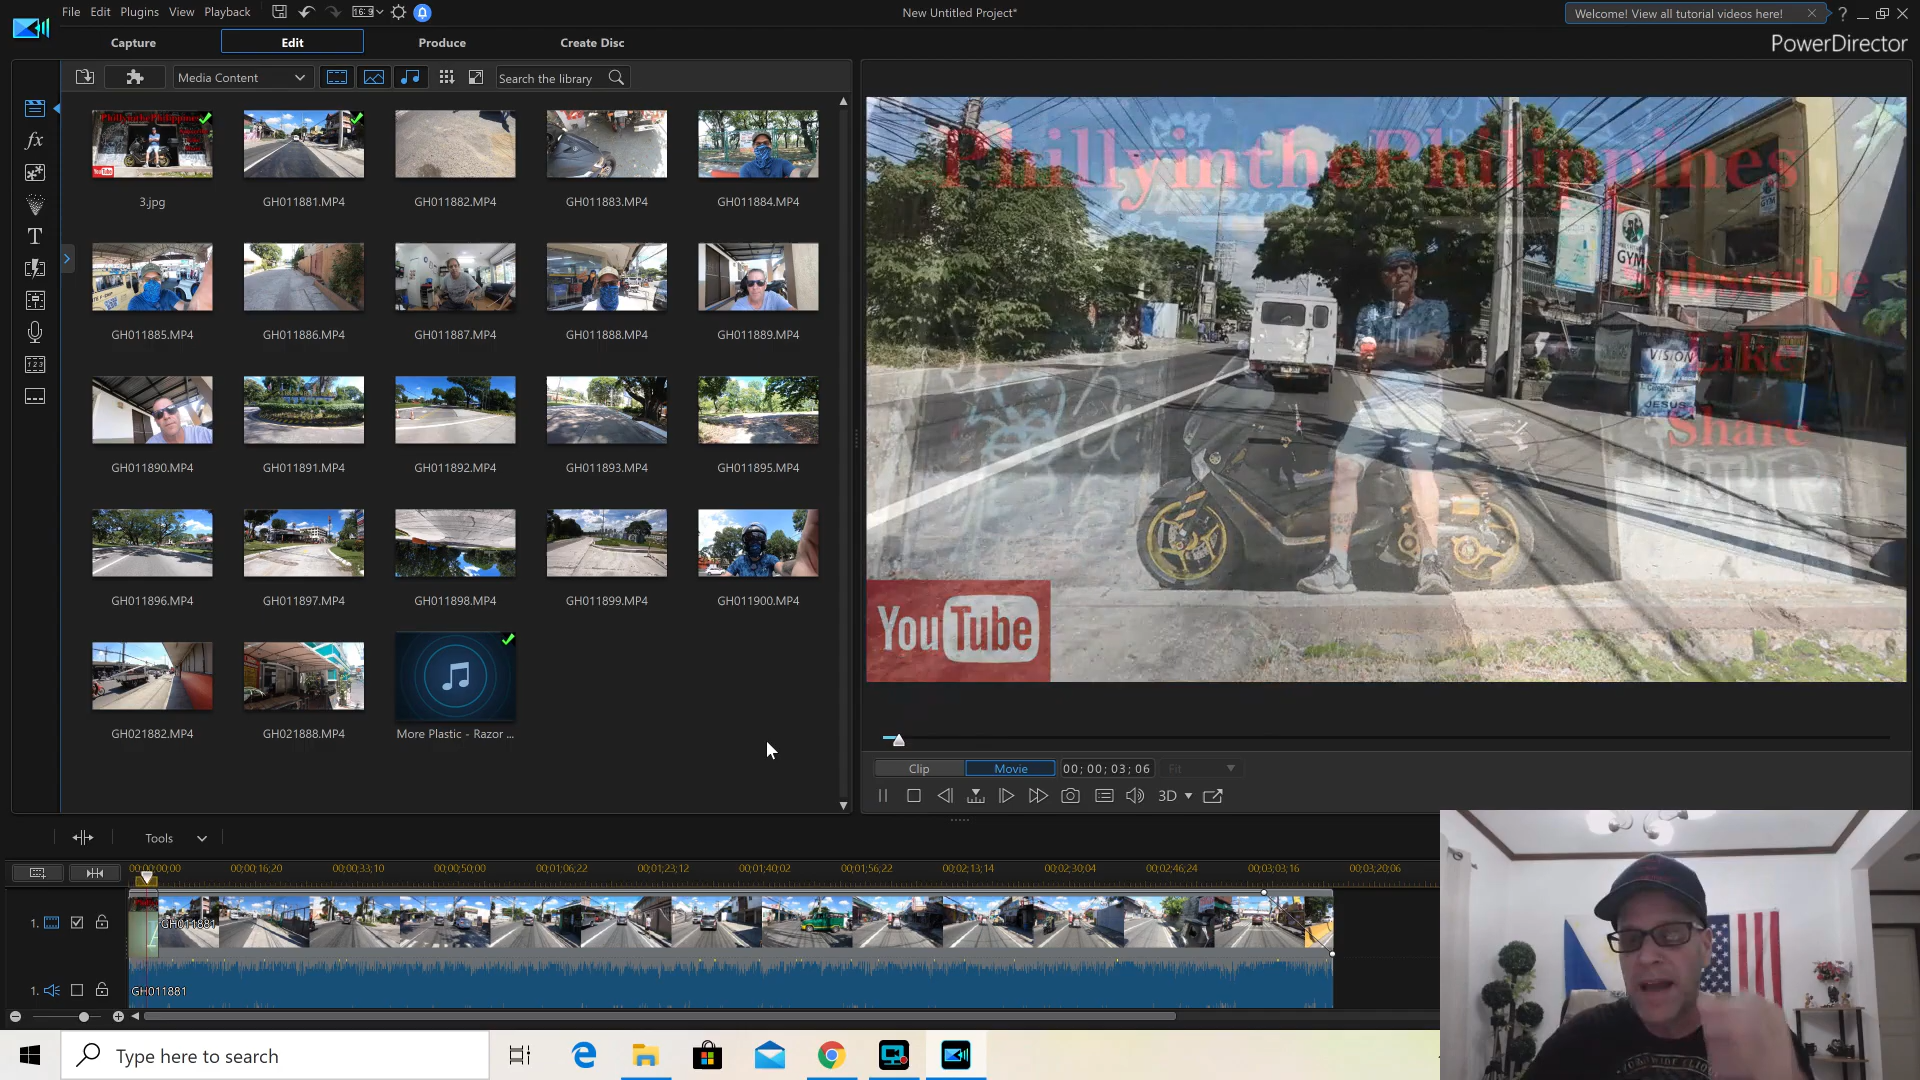 File Edit Plugins View Playback
16:9
New Untitled Project*
Welcome! View all tutorial videos here!
?
PowerDirector
Capture Edit Produce Create Disc
Media Content
Search the library
3.jpg GH011881.MP4 GH011882.MP4 GH011883.MP4 GH011884.MP4
GH011885.MP4 GH011886.MP4 GH011887.MP4 GH011888.MP4 GH011889.MP4
GH011890.MP4 GH011891.MP4 GH011892.MP4 GH011893.MP4 GH011895.MP4
GH011896.MP4 GH011897.MP4 GH011898.MP4 GH011899.MP4 GH011900.MP4
GH021882.MP4 GH021888.MP4 More Plastic - Razor ...
fx
T
PhillyinthePhilippines
Subscribe
Like
Share
GYM
VISION
JESUS
YouTube
Clip Movie 00; 00; 03; 06 Fit
3D
Tools
00;00;00;00 00;00;16;20 00;00;33;10 00;00;50;00 00;01;06;22 00;01;23;12 00;01;40;02 00;01;56;22 00;02;13;14 00;02;30;04 00;02;46;24 00;03;03;16 00;03;20;06
1. GH011881
1. GH011881
Type here to search